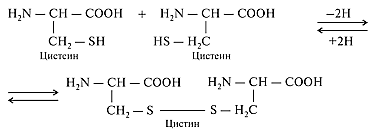 H₂N—CH—COOH + H₂N—CH—COOH −2H
CH₂—SH HS—H₂C +2H
Цистеин Цистеин
H₂N—CH—COOH H₂N—CH—COOH
CH₂—S——S—H₂C
Цистин